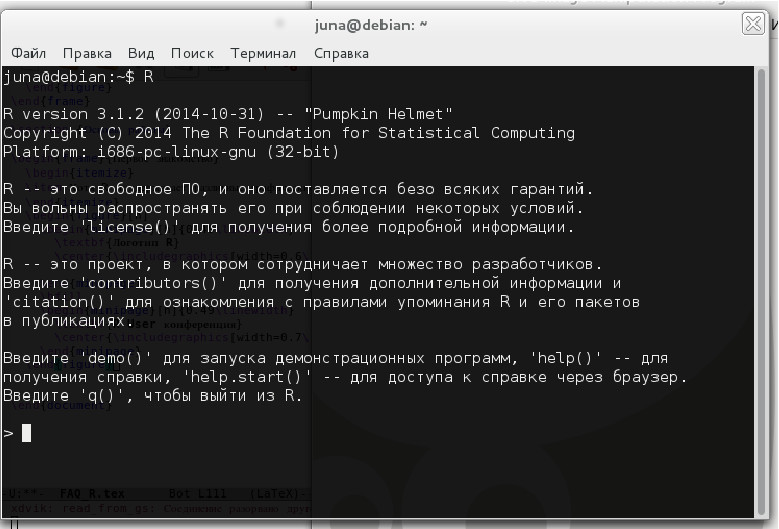 juna@debian: ~
Файл Правка Вид Поиск Терминал Справка
juna@debian:~$ R
R version 3.1.2 (2014-10-31) -- "Pumpkin Helmet"
Copyright (C) 2014 The R Foundation for Statistical Computing
Platform: i686-pc-linux-gnu (32-bit)
R -- это свободное ПО, и оно поставляется безо всяких гарантий.
Вы вольны распространять его при соблюдении некоторых условий.
Введите 'license()' для получения более подробной информации.
R -- это проект, в котором сотрудничает множество разработчиков.
Введите 'contributors()' для получения дополнительной информации и
'citation()' для ознакомления с правилами упоминания R и его пакетов
в публикациях.
Введите 'demo()' для запуска демонстрационных программ, 'help()' -- для
получения справки, 'help.start()' -- для доступа к справке через браузер.
Введите 'q()', чтобы выйти из R.
>
FAQ_R.tex Bot L111 (LaTeX)
xdvik: read_from_gs: